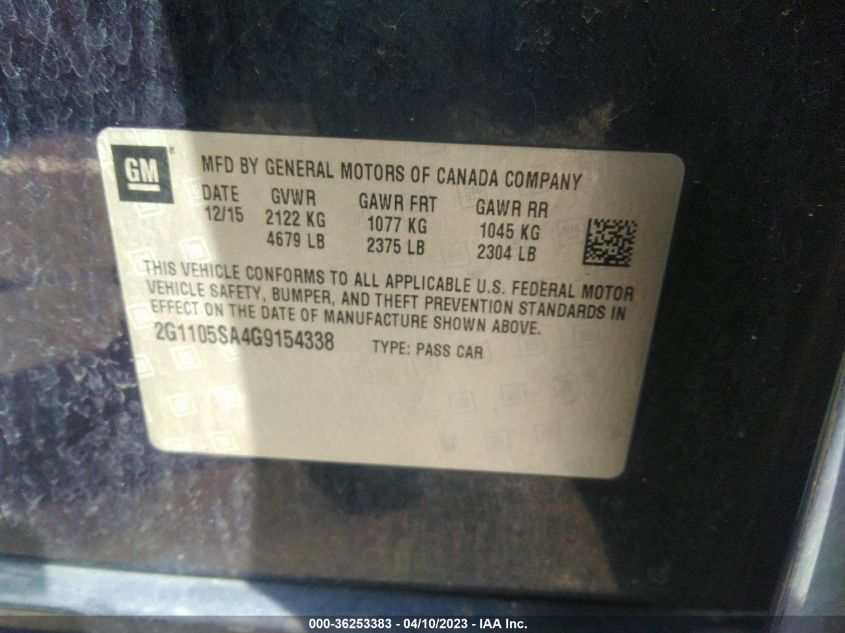 GM ® MFD BY GENERAL MOTORS OF CANADA COMPANY
DATE GVWR GAWR FRT GAWR RR
12/15 2122 KG 1077 KG 1045 KG
4679 LB 2375 LB 2304 LB
THIS VEHICLE CONFORMS TO ALL APPLICABLE U.S. FEDERAL MOTOR
VEHICLE SAFETY, BUMPER, AND THEFT PREVENTION STANDARDS IN
EFFECT ON THE DATE OF MANUFACTURE SHOWN ABOVE.
2G1105SA4G9154338 TYPE: PASS CAR
000-36253383 - 04/10/2023 - IAA Inc.